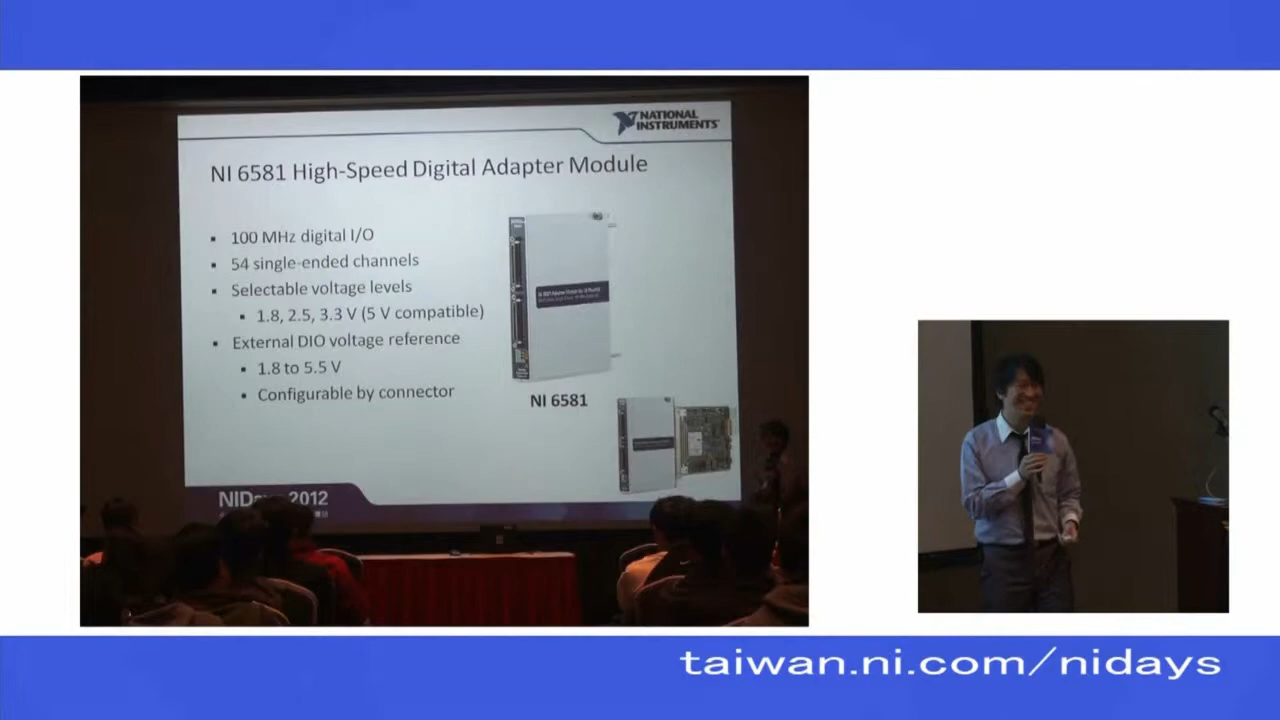 NATIONAL
INSTRUMENTS
NI 6581 High-Speed Digital Adapter Module
▪ 100 MHz digital I/O
▪ 54 single-ended channels
▪ Selectable voltage levels
▪ 1.8, 2.5, 3.3 V (5 V compatible)
▪ External DIO voltage reference
▪ 1.8 to 5.5 V
▪ Configurable by connector
NI 6581
2012
taiwan.ni.com/nidays